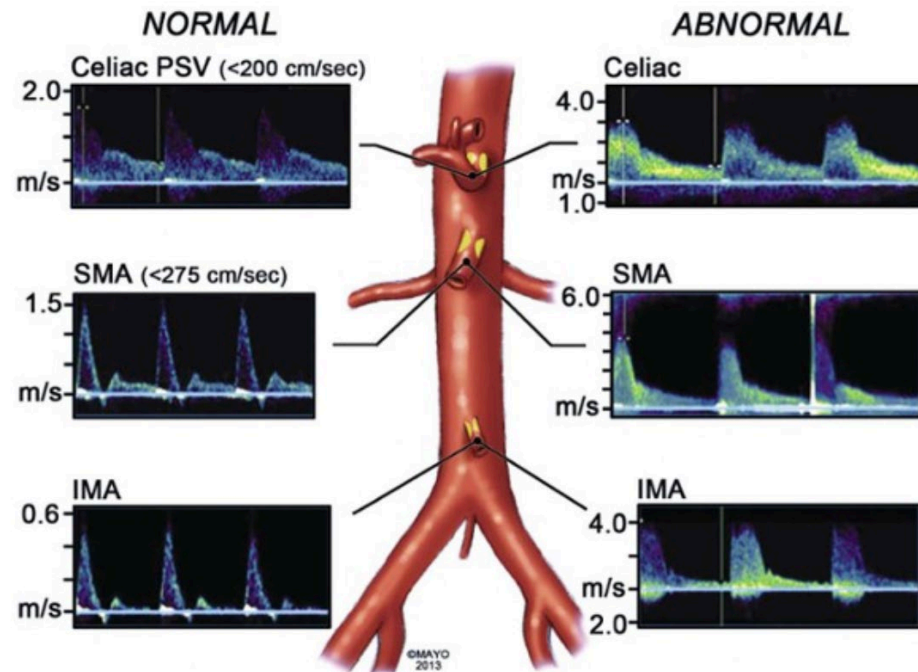 NORMAL
ABNORMAL
Celiac PSV (<200 cm/sec)
2.0
m/s
Celiac
4.0
m/s
1.0
SMA (<275 cm/sec)
1.5
m/s
SMA
6.0
m/s
IMA
0.6
m/s
IMA
4.0
m/s
2.0
©MAYO
2013